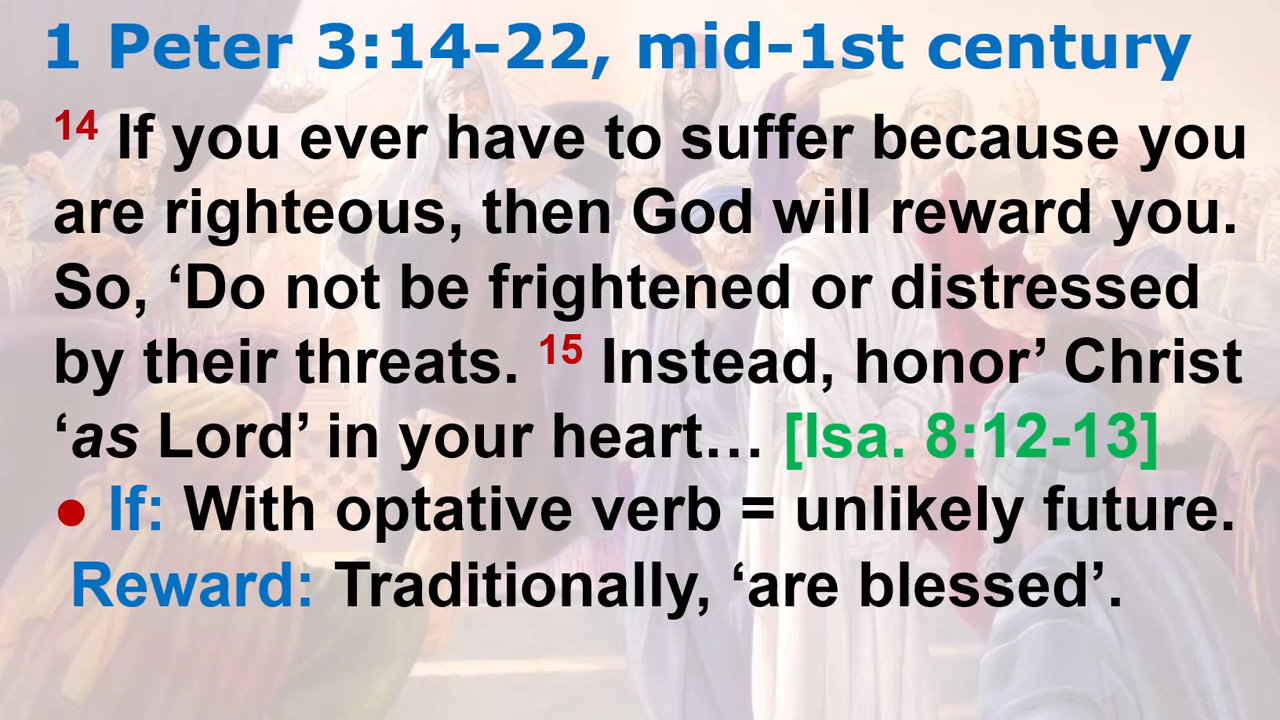 1 Peter 3:14-22, mid-1st century
14 If you ever have to suffer because you
are righteous, then God will reward you.
So, ‘Do not be frightened or distressed
by their threats. 15 Instead, honor’ Christ
‘as Lord’ in your heart… [Isa. 8:12-13]
● If: With optative verb = unlikely future.
Reward: Traditionally, ‘are blessed’.